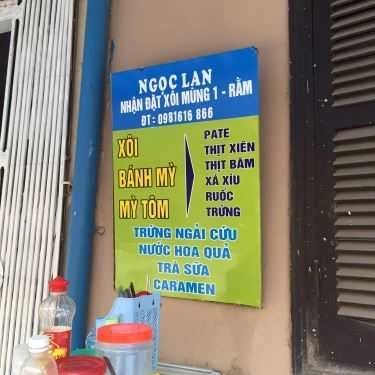 NGỌC LAN
NHẬN ĐẶT XÔI MÙNG 1 - RẰM
ĐT: 0981616 866
XÔI
BÁNH MỲ
MỲ TÔM
PATE
THỊT XIÊN
THỊT BĂM
XÁ XÍU
RUỐC
TRỨNG
TRỨNG NGẢI CỨU
NƯỚC HOA QUẢ
TRÀ SỮA
CARAMEN